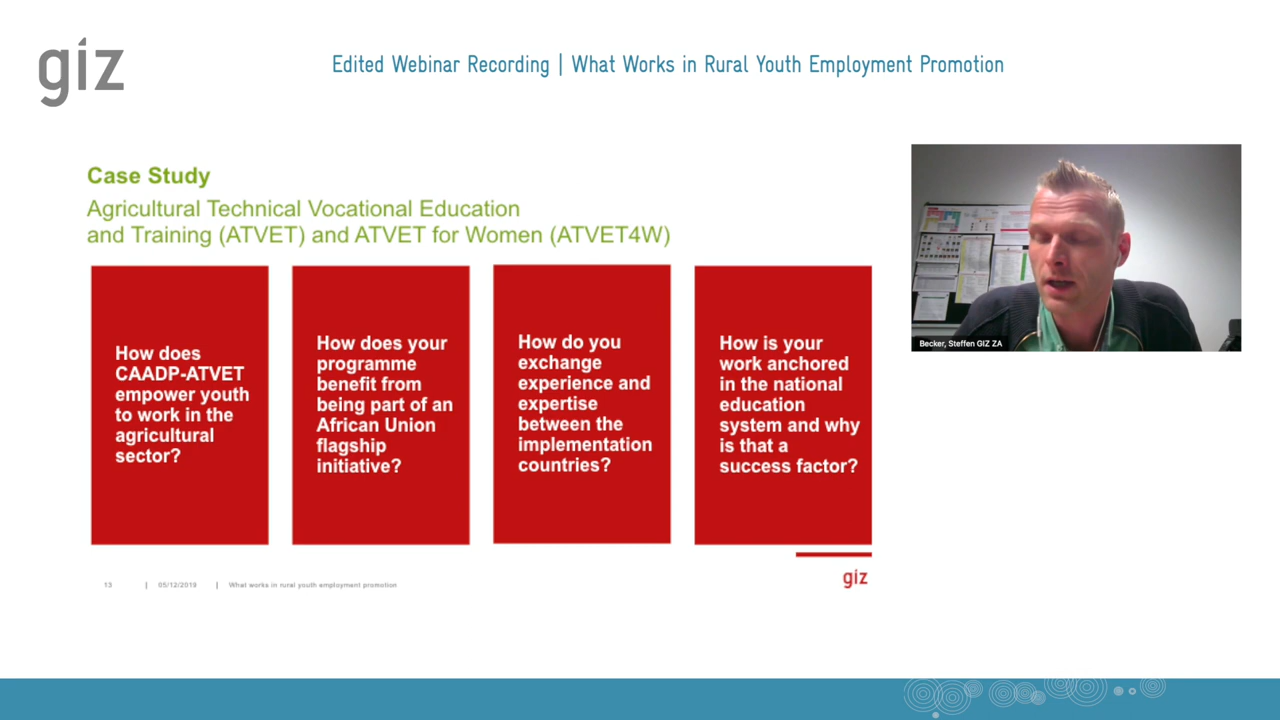 giz
Edited Webinar Recording | What Works in Rural Youth Employment Promotion
Case Study
Agricultural Technical Vocational Education
and Training (ATVET) and ATVET for Women (ATVET4W)
How does
CAADP-ATVET
empower youth
to work in the
agricultural
sector?
How does your
programme
benefit from
being part of an
African Union
flagship
initiative?
How do you
exchange
experience and
expertise
between the
implementation
countries?
How is your
work anchored
in the national
education
system and why
is that a
success factor?
Becker, Steffen GIZ ZA
13 | 05/12/2019 | What works in rural youth employment promotion
giz